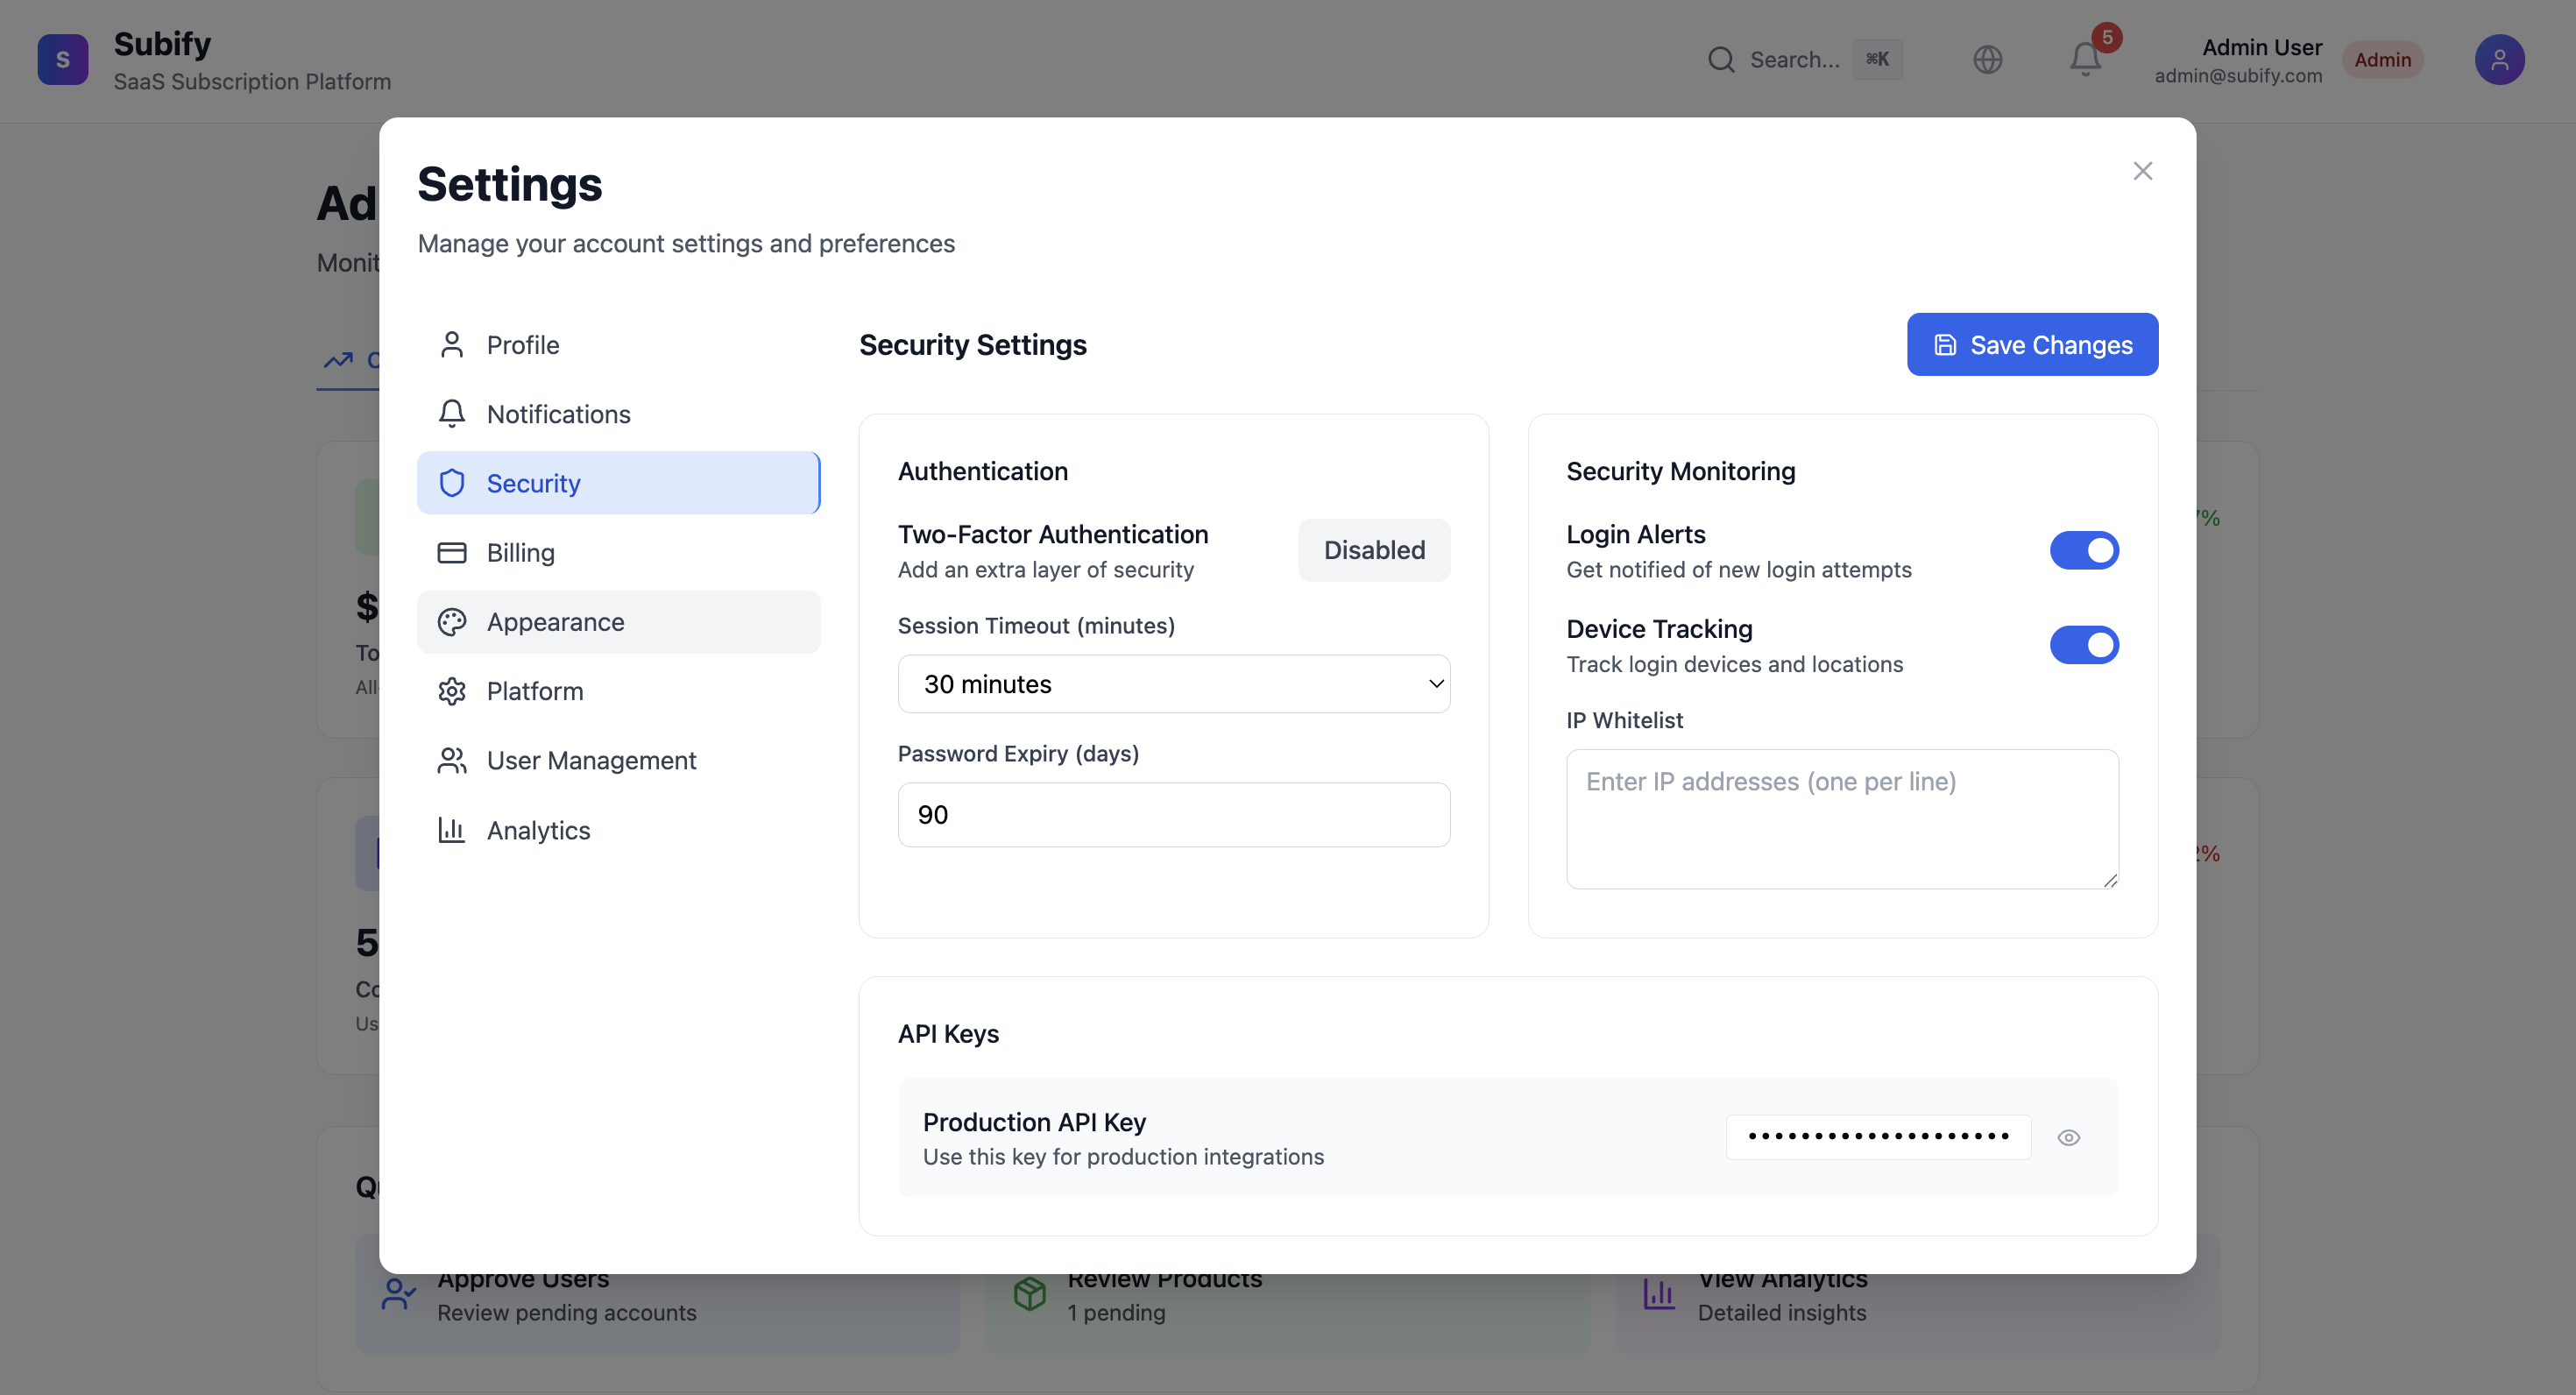 S
Subify
SaaS Subscription Platform
Search...
⌘K
5
Admin User
admin@subify.com
Admin
Ad
Monit
Settings
Manage your account settings and preferences
Profile
Notifications
Security
Billing
Appearance
Platform
User Management
Analytics
Security Settings
Save Changes
Authentication
Two-Factor Authentication
Add an extra layer of security
Disabled
Session Timeout (minutes)
30 minutes
Password Expiry (days)
90
Security Monitoring
Login Alerts
Get notified of new login attempts
Device Tracking
Track login devices and locations
IP Whitelist
Enter IP addresses (one per line)
API Keys
Production API Key
Use this key for production integrations
••••••••••••••••••••
$
To
All
5
Co
Us
Approve Users
Review pending accounts
Review Products
1 pending
View Analytics
Detailed insights